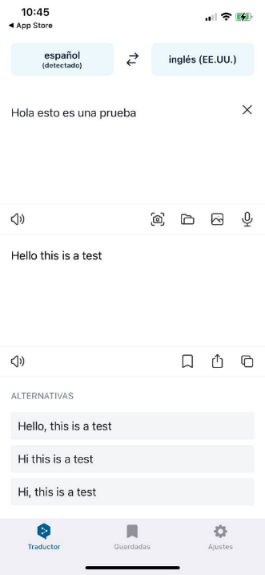 10:45
◀ App Store
español
(detectado)
inglés (EE.UU.)
Hola esto es una prueba
Hello this is a test
ALTERNATIVAS
Hello, this is a test
Hi this is a test
Hi, this is a test
Traductor
Guardadas
Ajustes